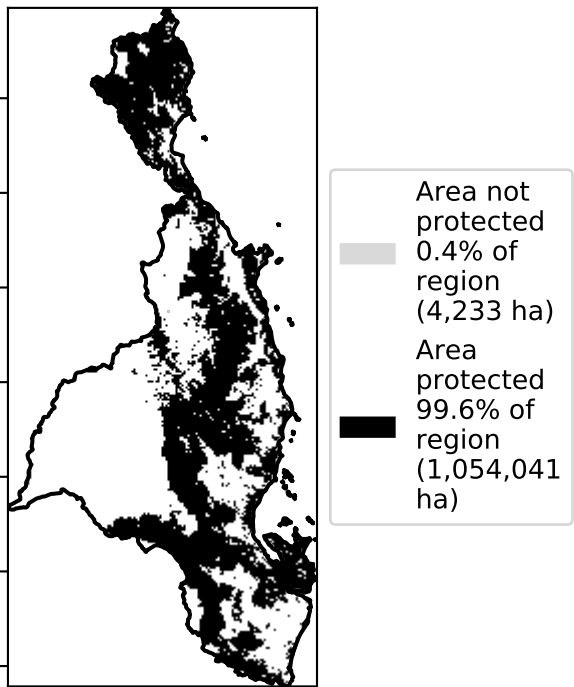 Area not
protected
0.4% of
region
(4,233 ha)
Area
protected
99.6% of
region
(1,054,041
ha)